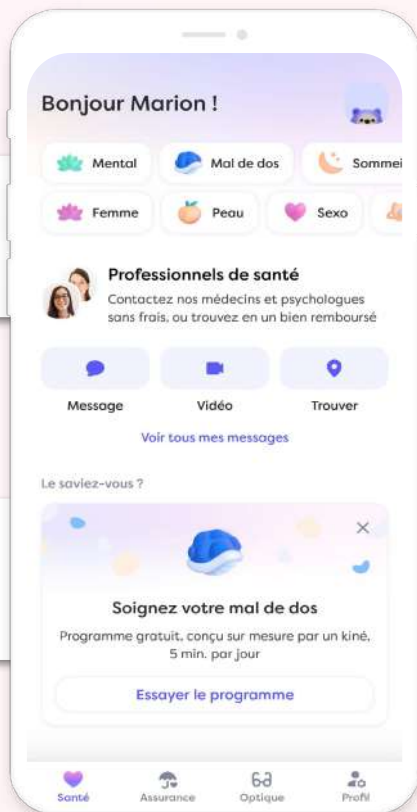 Bonjour Marion !
Mental
Mal de dos
Sommei
Femme
Peau
Sexo
Professionnels de santé
Contactez nos médecins et psychologues
sans frais, ou trouvez en un bien remboursé
Message
Vidéo
Trouver
Voir tous mes messages
Le saviez-vous ?
Soignez votre mal de dos
Programme gratuit, conçu sur mesure par un kiné,
5 min. par jour
Essayer le programme
Santé
Assurance
Optique
Profil